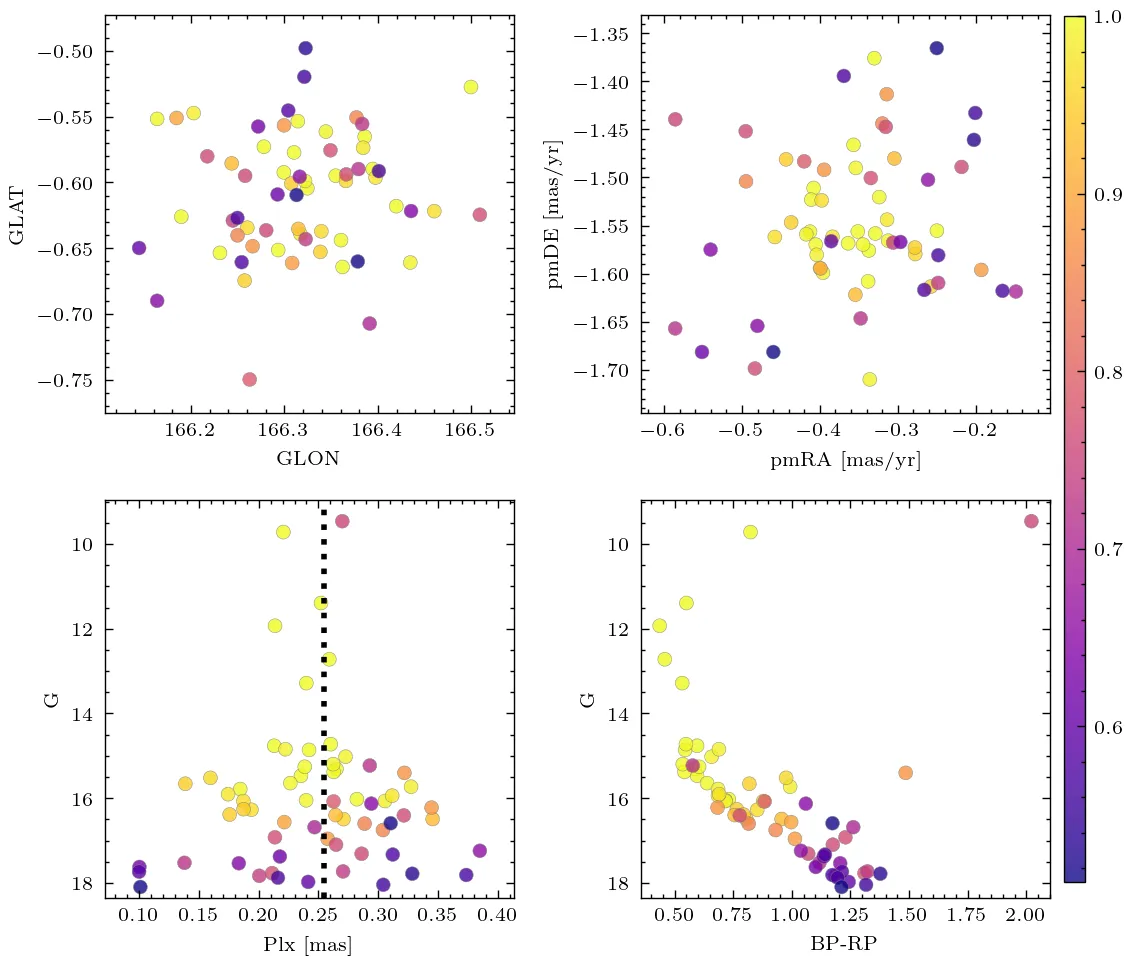 −0.50
−0.55
−0.60
−0.65
−0.70
−0.75
GLAT
166.2 166.3 166.4 166.5
GLON
−1.35
−1.40
−1.45
−1.50
−1.55
−1.60
−1.65
−1.70
pmDE [mas/yr]
−0.6 −0.5 −0.4 −0.3 −0.2
pmRA [mas/yr]
1.0
0.9
0.8
0.7
0.6
10
12
14
16
18
G
0.10 0.15 0.20 0.25 0.30 0.35 0.40
Plx [mas]
10
12
14
16
18
G
0.50 0.75 1.00 1.25 1.50 1.75 2.00
BP-RP